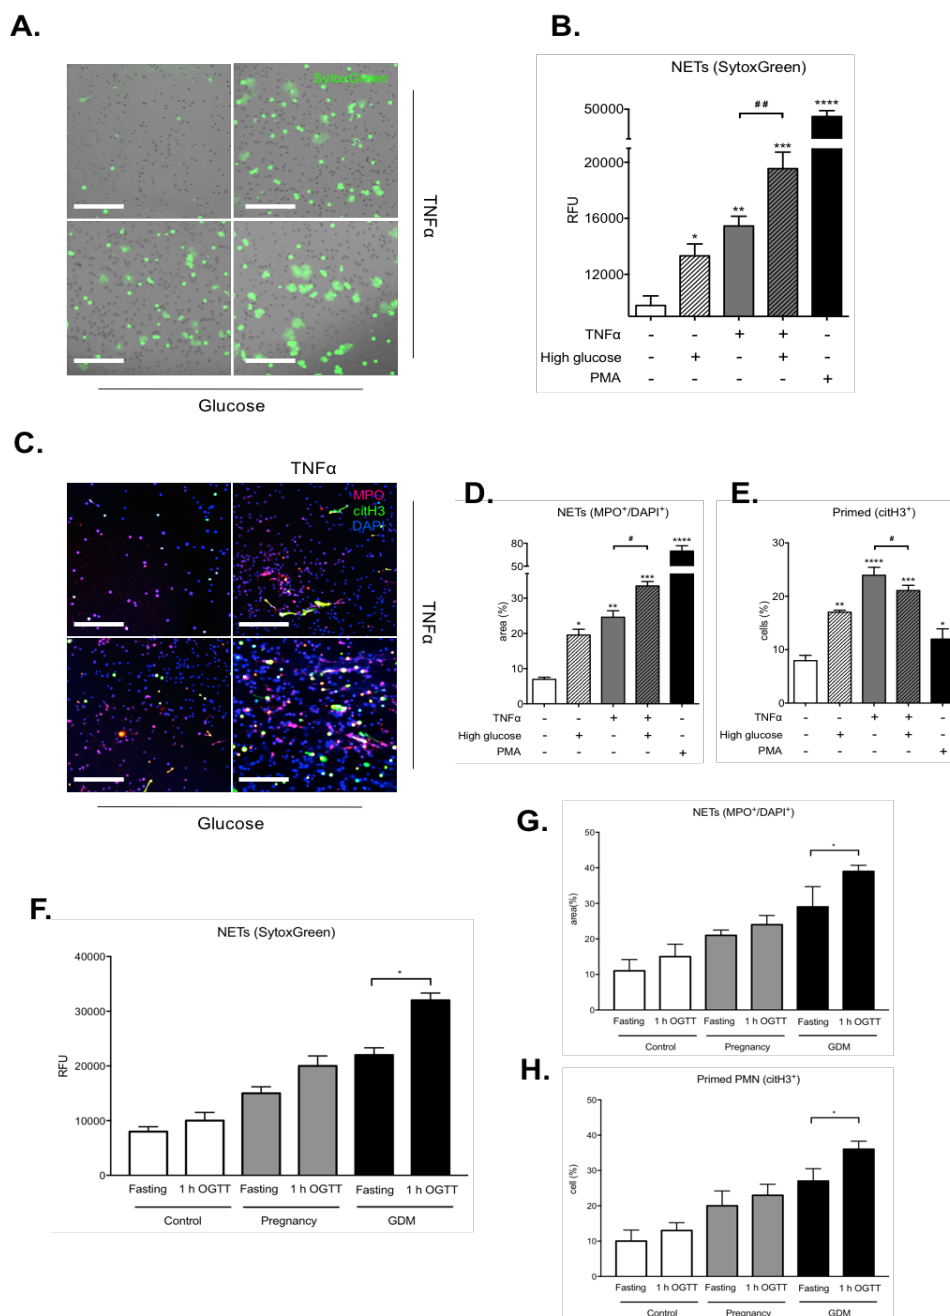 A.
SytoxGreen
TNFα
Glucose
B.
NETs (SytoxGreen)
50000
20000
16000
12000
RFU
*
**
##
***
****
TNFα - - + + -
High glucose - + - + -
PMA - - - - +
C.
TNFα
MPO
citH3
DAPI
TNFα
Glucose
D.
NETs (MPO⁺/DAPI⁺)
80
50
30
20
10
0
area (%)
*
**
#
***
****
TNFα - - + + -
High glucose - + - + -
PMA - - - - +
E.
Primed (citH3⁺)
30
20
10
0
cells (%)
**
****
#
***
*
TNFα - - + + -
High glucose - + - + -
PMA - - - - +
F.
NETs (SytoxGreen)
40000
30000
20000
10000
0
RFU
*
Fasting 1 h OGTT Fasting 1 h OGTT Fasting 1 h OGTT
Control Pregnancy GDM
G.
NETs (MPO⁺/DAPI⁺)
50
40
30
20
10
0
area(%)
*
Fasting 1 h OGTT Fasting 1 h OGTT Fasting 1 h OGTT
Control Pregnancy GDM
H.
Primed PMN (citH3⁺)
50
40
30
20
10
0
cell (%)
*
Fasting 1 h OGTT Fasting 1 h OGTT Fasting 1 h OGTT
Control Pregnancy GDM